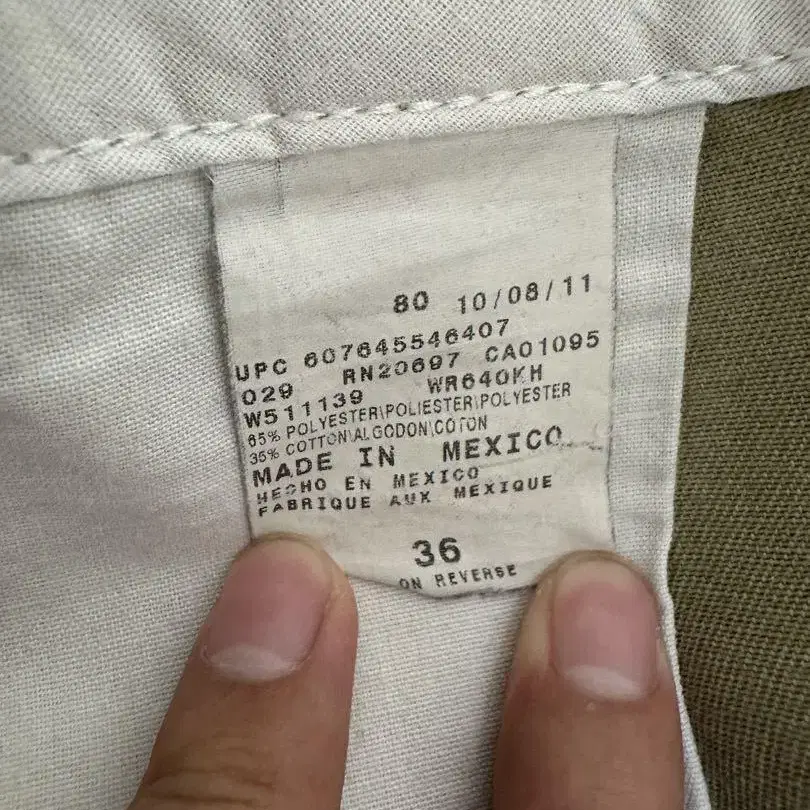 80 10/08/11
UPC 607645546407
029 RN20697 CA01095
W511139 WR640KH
65% POLYESTER\POLIESTER\POLYESTER
35% COTTON\ALGODON\COTON
MADE IN MEXICO
HECHO EN MEXICO
FABRIQUE AUX MEXIQUE
36
ON REVERSE